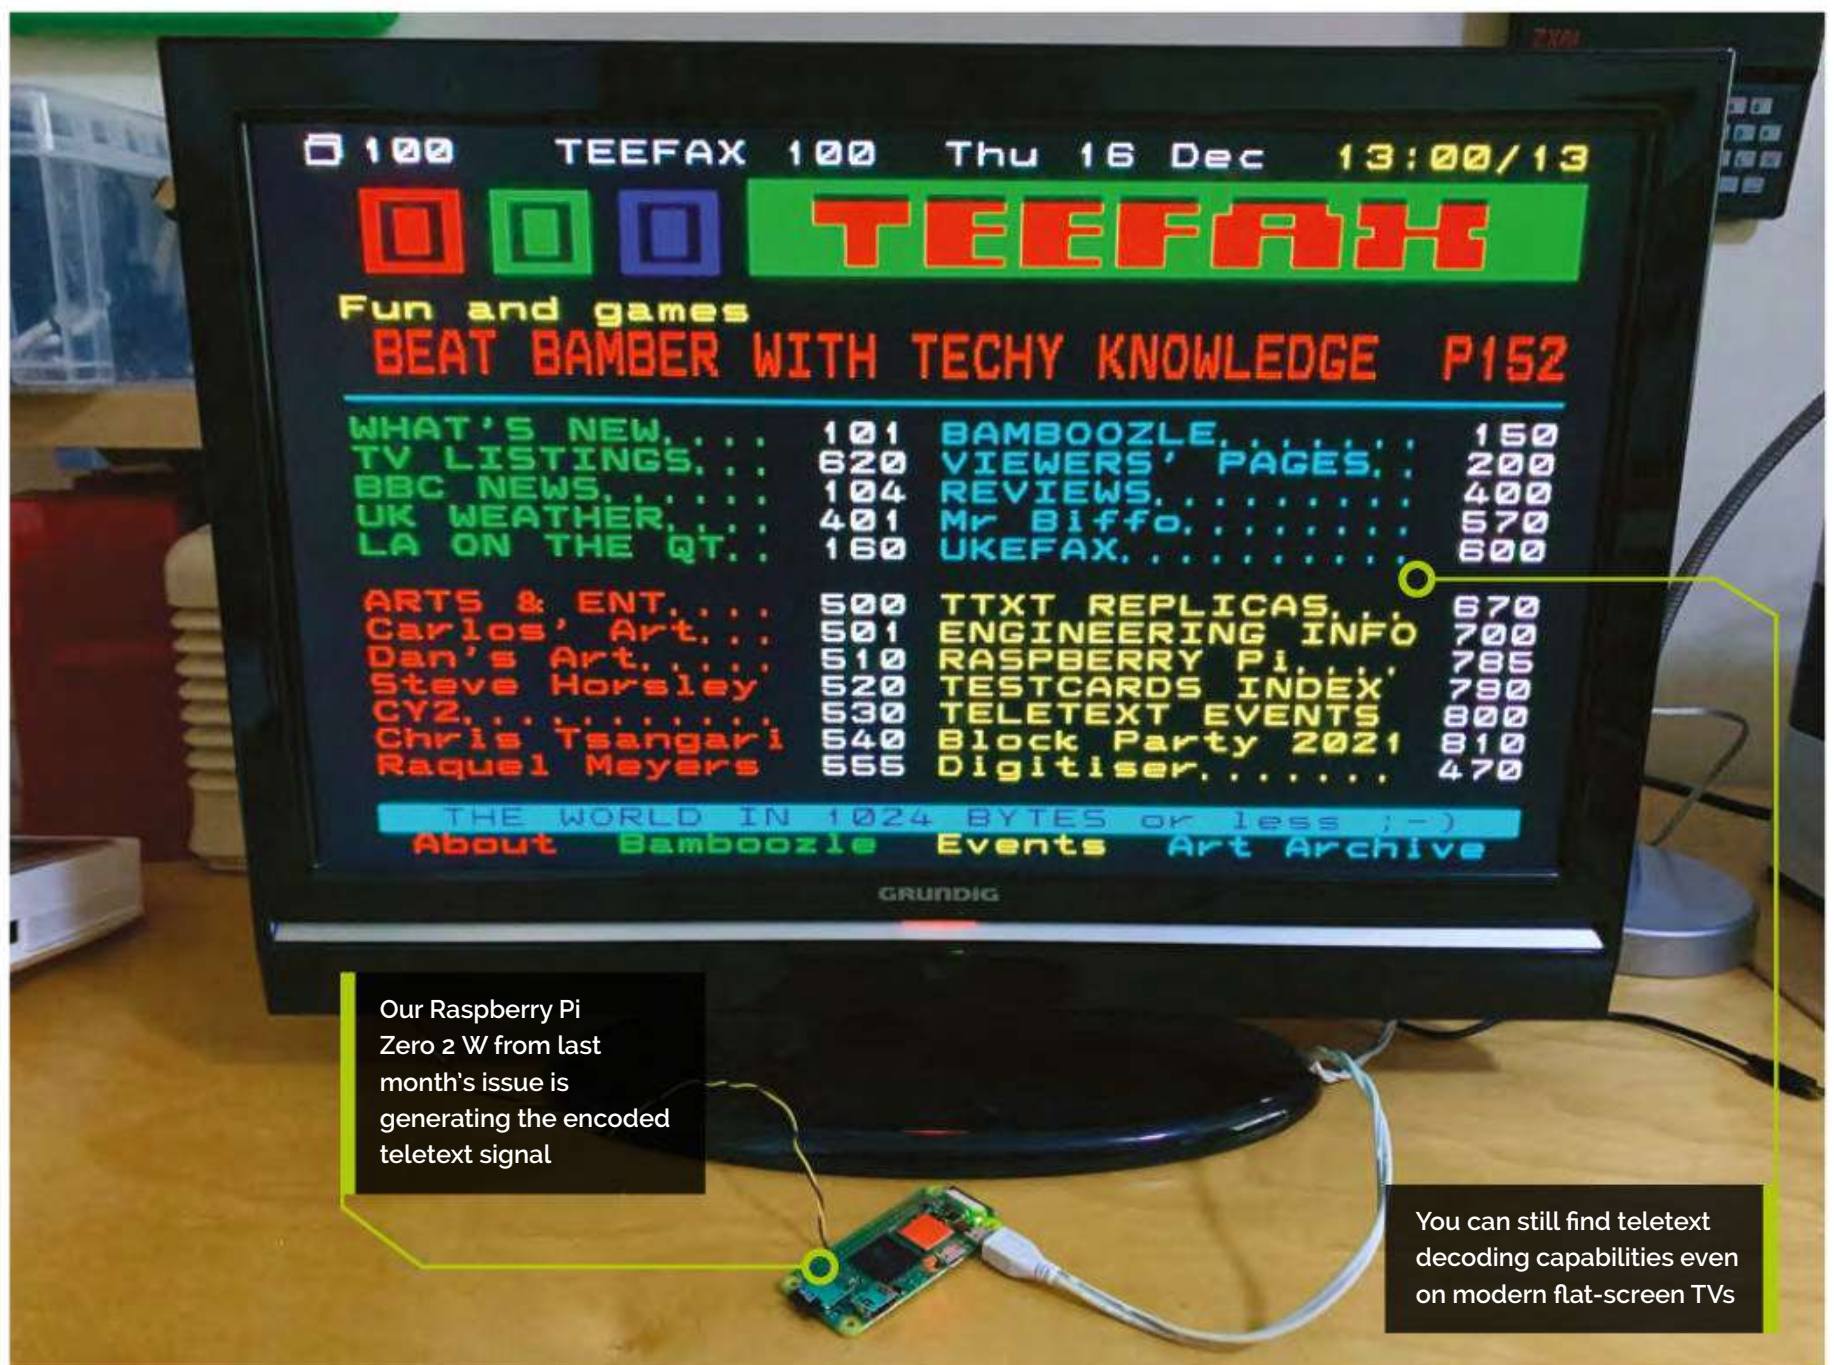 ZX81
100 TEEFAX 100 Thu 16 Dec 13:00/13
TEEFAX
Fun and games
BEAT BAMBER WITH TECHY KNOWLEDGE P152
WHAT'S NEW.... 101 BAMBOOZLE....... 150
TV LISTINGS... 620 VIEWERS' PAGES.. 200
BBC NEWS...... 104 REVIEWS......... 400
UK WEATHER.... 401 Mr Biffo........ 570
LA ON THE QT.. 160 UKEFAX.......... 600
ARTS & ENT.... 500 TTXT REPLICAS... 670
Carlos' Art... 501 ENGINEERING INFO 700
Dan's Art..... 510 RASPBERRY Pi.... 785
Steve Horsley 520 TESTCARDS INDEX 790
CY2........... 530 TELETEXT EVENTS 800
Chris Tsangari 540 Block Party 2021 810
Raquel Meyers 555 Digitiser....... 470
THE WORLD IN 1024 BYTES or less ;-)
About Bamboozle Events Art Archive
GRUNDIG
Our Raspberry Pi
Zero 2 W from last
month's issue is
generating the encoded
teletext signal
You can still find teletext
decoding capabilities even
on modern flat-screen TVs